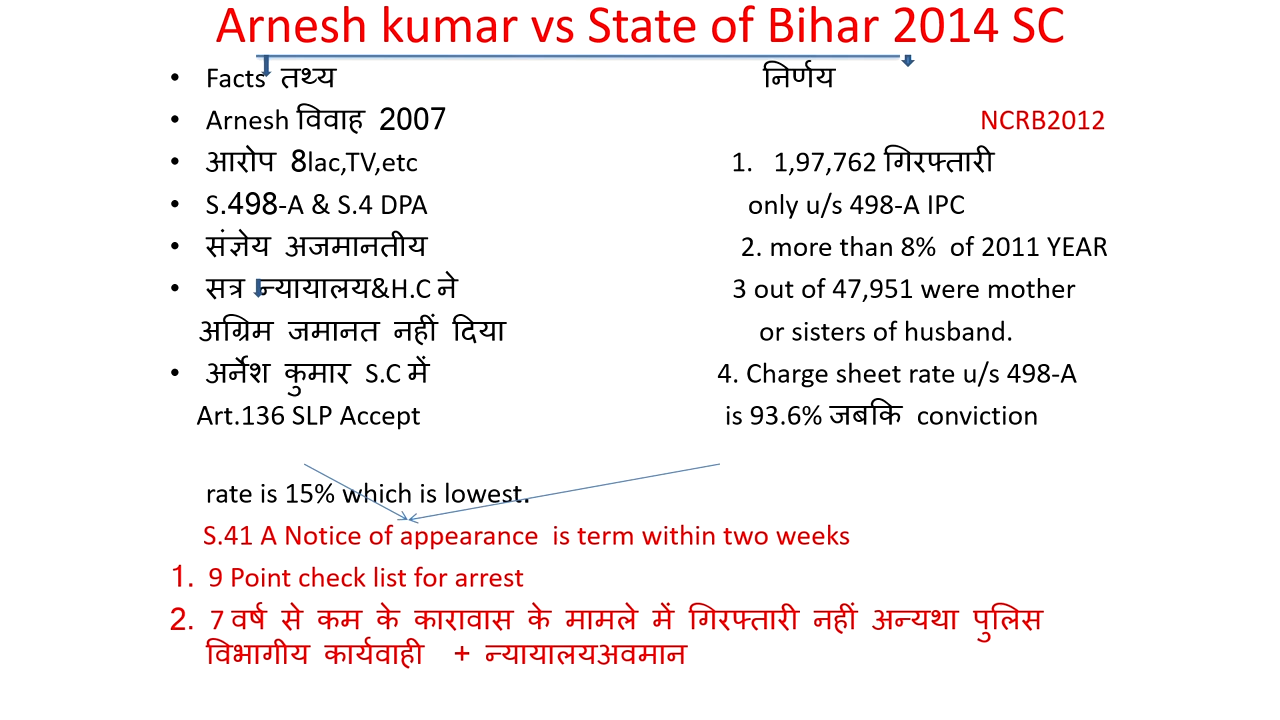 Arnesh kumar vs State of Bihar 2014 SC
• Facts तथ्य निर्णय
• Arnesh विवाह 2007 NCRB2012
• आरोप 8lac,TV,etc 1. 1,97,762 गिरफ्तारी
• S.498-A & S.4 DPA only u/s 498-A IPC
• संज्ञेय अजमानतीय 2. more than 8% of 2011 YEAR
• सत्र न्यायालय&H.C ने 3 out of 47,951 were mother
अग्रिम जमानत नहीं दिया or sisters of husband.
• अर्नेश कुमार S.C में 4. Charge sheet rate u/s 498-A
Art.136 SLP Accept is 93.6% जबकि conviction
rate is 15% which is lowest.
S.41 A Notice of appearance is term within two weeks
1. 9 Point check list for arrest
2. 7 वर्ष से कम के कारावास के मामले में गिरफ्तारी नहीं अन्यथा पुलिस
विभागीय कार्यवाही + न्यायालयअवमान